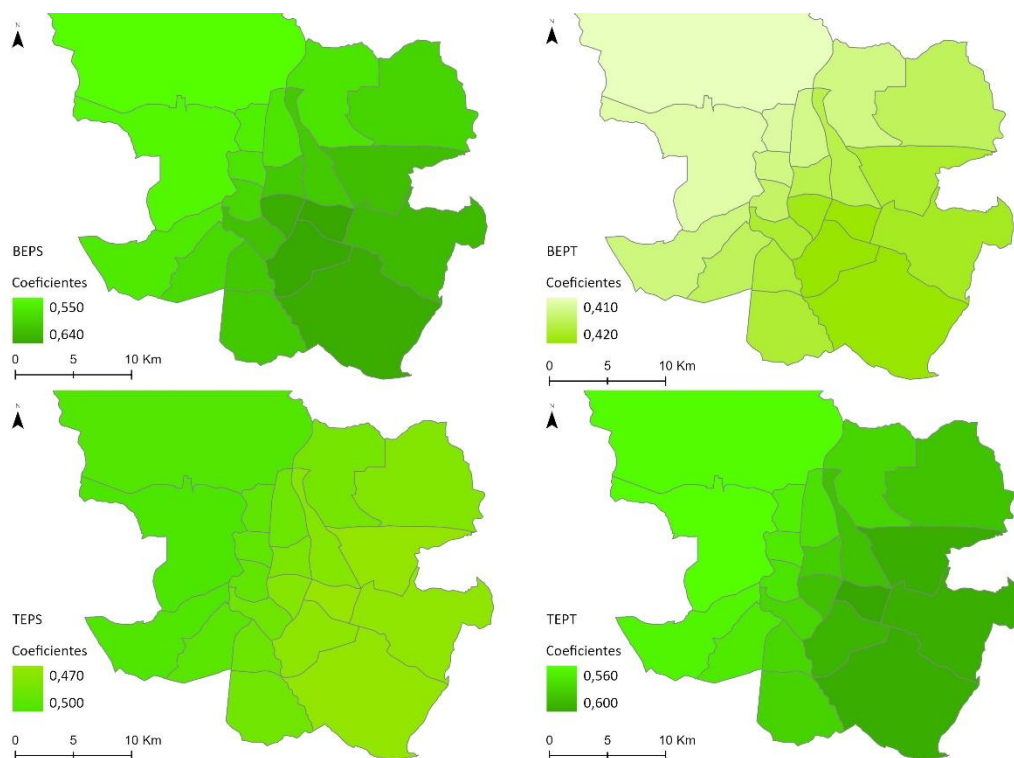 N
BEPS
Coeficientes
0,550
0,640
0 5 10 Km
N
BEPT
Coeficientes
0,410
0,420
0 5 10 Km
N
TEPS
Coeficientes
0,470
0,500
0 5 10 Km
N
TEPT
Coeficientes
0,560
0,600
0 5 10 Km